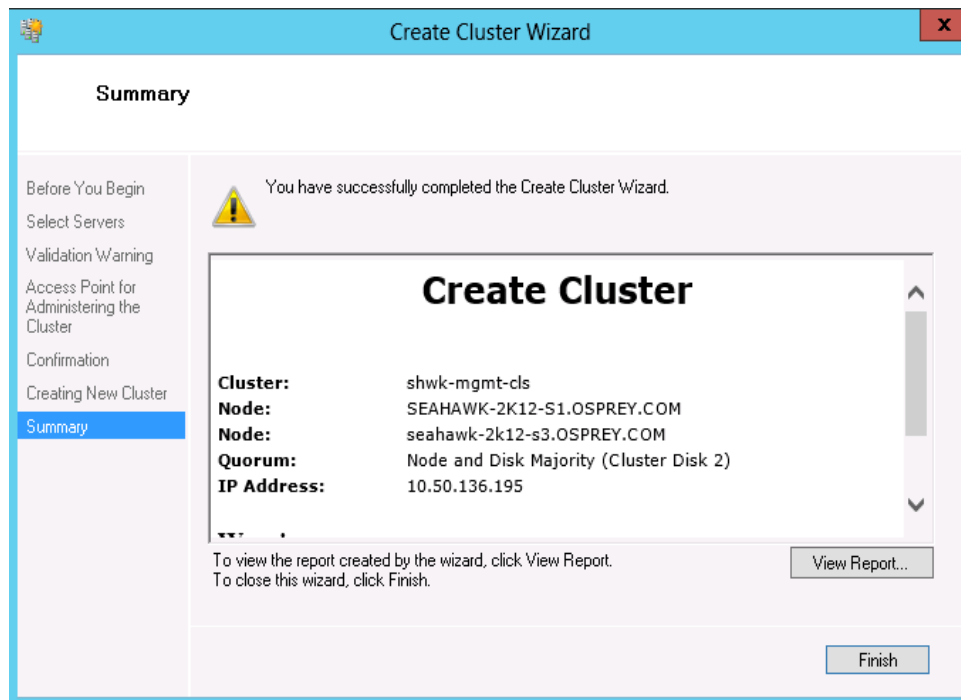 Create Cluster Wizard
x
Summary
Before You Begin
Select Servers
Validation Warning
Access Point for
Administering the
Cluster
Confirmation
Creating New Cluster
Summary
You have successfully completed the Create Cluster Wizard.
Create Cluster
Cluster: shwk-mgmt-cls
Node: SEAHAWK-2K12-S1.OSPREY.COM
Node: seahawk-2k12-s3.OSPREY.COM
Quorum: Node and Disk Majority (Cluster Disk 2)
IP Address: 10.50.136.195
To view the report created by the wizard, click View Report.
To close this wizard, click Finish.
View Report...
Finish